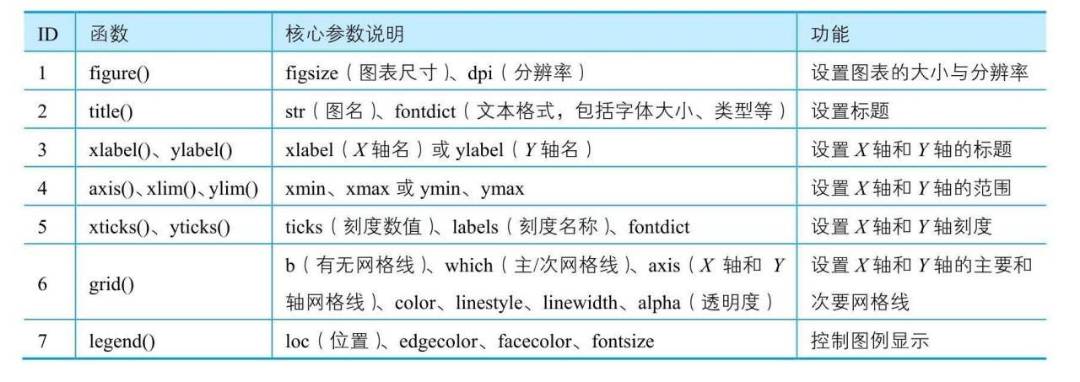 ID 函数 核心参数说明 功能
1 figure() figsize（图表尺寸）、dpi（分辨率） 设置图表的大小与分辨率
2 title() str（图名）、fontdict（文本格式，包括字体大小、类型等） 设置标题
3 xlabel()、ylabel() xlabel（X 轴名）或 ylabel（Y 轴名） 设置 X 轴和 Y 轴的标题
4 axis()、xlim()、ylim() xmin、xmax 或 ymin、ymax 设置 X 轴和 Y 轴的范围
5 xticks()、yticks() ticks（刻度数值）、labels（刻度名称）、fontdict 设置 X 轴和 Y 轴刻度
6 grid() b（有无网格线）、which（主/次网格线）、axis（X 轴和 Y 设置 X 轴和 Y 轴的主要和
轴网格线）、color、linestyle、linewidth、alpha（透明度） 次要网格线
7 legend() loc（位置）、edgecolor、facecolor、fontsize 控制图例显示